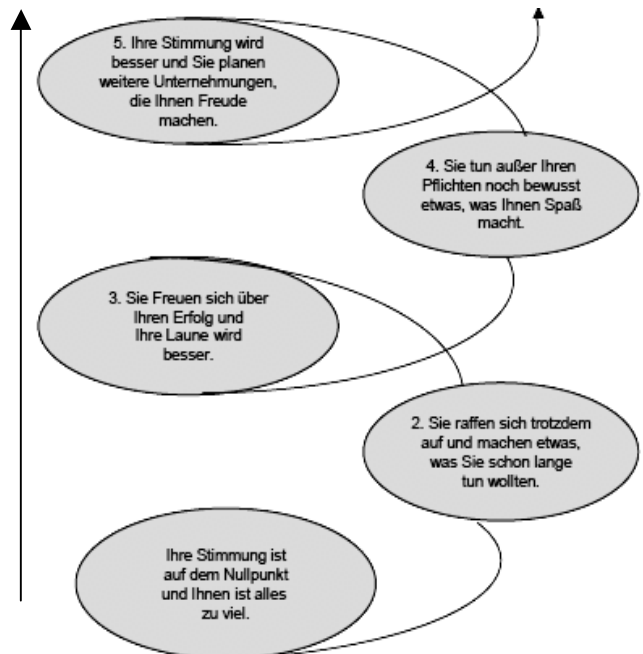 5. Ihre Stimmung wird
besser und Sie planen
weitere Unternehmungen,
die Ihnen Freude
machen.
4. Sie tun außer Ihren
Pflichten noch bewusst
etwas, was Ihnen Spaß
macht.
3. Sie Freuen sich über
Ihren Erfolg und
Ihre Laune wird
besser.
2. Sie raffen sich trotzdem
auf und machen etwas,
was Sie schon lange
tun wollten.
Ihre Stimmung ist
auf dem Nullpunkt
und Ihnen ist alles
zu viel.